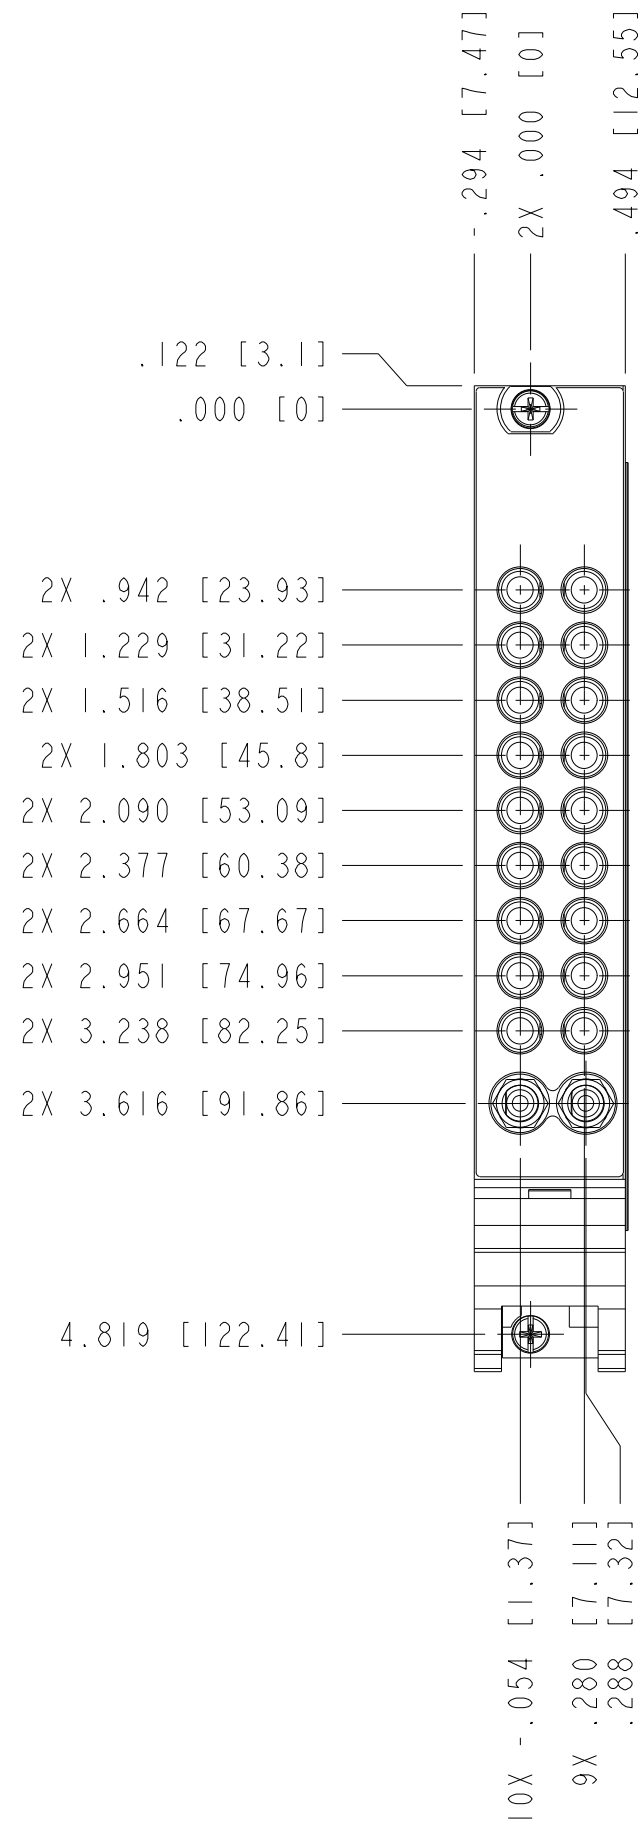 -.294 [7.47]
2X .000 [0]
.494 [12.55]
.122 [3.1]
.000 [0]
2X .942 [23.93]
2X 1.229 [31.22]
2X 1.516 [38.51]
2X 1.803 [45.8]
2X 2.090 [53.09]
2X 2.377 [60.38]
2X 2.664 [67.67]
2X 2.951 [74.96]
2X 3.238 [82.25]
2X 3.616 [91.86]
4.819 [122.41]
10X -.054 [1.37]
9X .280 [7.11]
.288 [7.32]